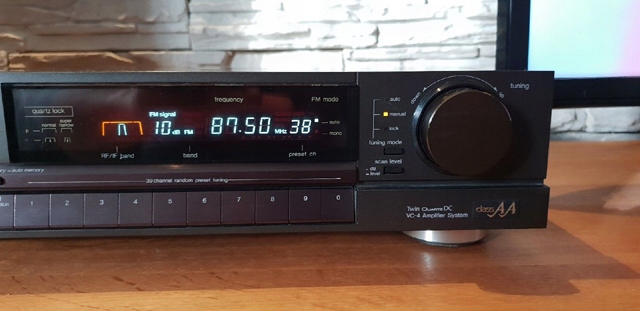 frequency
FM mode
tuning
quartz lock
FM signal
auto
down
manual
super
normal narrow
10 dB FM
87.50 MHz 38
auto
mono
lock
tuning mode
RF/IF band
band
preset ch
scan level
auto memory
39 channel random preset tuning
dB
level
1 2 3 4 5 6 7 8 9 0
Twin Quartz DC
VC-4 Amplifier System
class AA